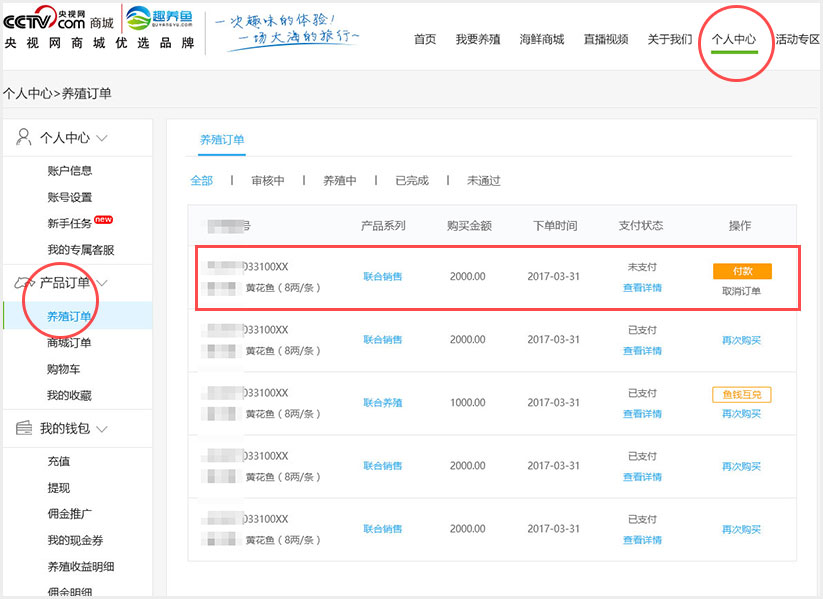 CCTV.com 央视网 商城 趣养鱼 QUYANGYU.COM
央视网商城优选品牌
一次趣味的体验!
一场大海的旅行~
首页 我要养殖 海鲜商城 直播视频 关于我们 个人中心 活动专区
个人中心>养殖订单
个人中心
账户信息
账号设置
新手任务 new
我的专属客服
产品订单
养殖订单
商城订单
购物车
我的收藏
我的钱包
充值
提现
佣金推广
我的现金券
养殖收益明细
佣金明细
养殖订单
全部 | 审核中 | 养殖中 | 已完成 | 未通过
号 产品系列 购买金额 下单时间 支付状态 操作
033100XX
黄花鱼(8两/条) 联合销售 2000.00 2017-03-31 未支付 查看详情 付款 取消订单
033100XX
黄花鱼(8两/条) 联合销售 2000.00 2017-03-31 已支付 查看详情 再次购买
033100XX
黄花鱼(8两/条) 联合养殖 1000.00 2017-03-31 已支付 查看详情 鱼钱互兑 再次购买
033100XX
黄花鱼(8两/条) 联合销售 2000.00 2017-03-31 已支付 查看详情 再次购买
033100XX
黄花鱼(8两/条) 联合销售 2000.00 2017-03-31 已支付 查看详情 再次购买